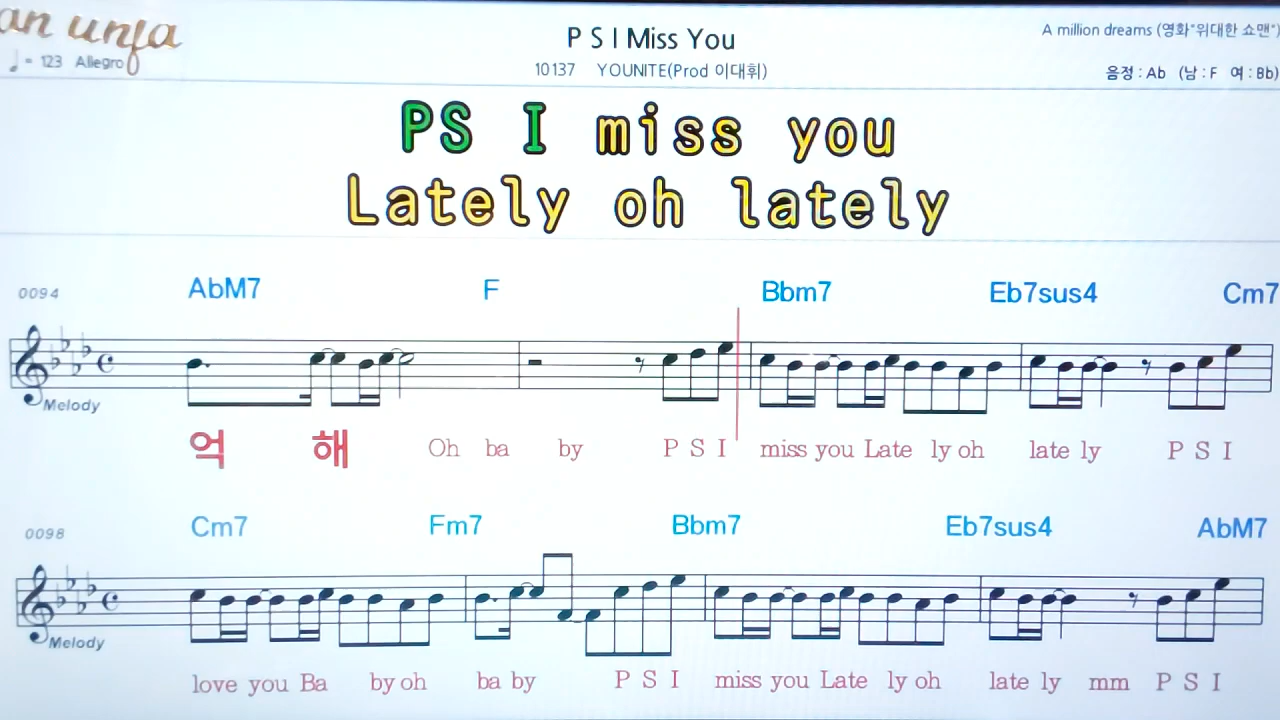 an unfa
P S I Miss You
A million dreams (영화"위대한 쇼맨")
♩ = 123 Allegro
10137 YOUNITE(Prod 이대휘)
음정 : Ab (남 : F 여 : Bb)
PS I miss you
Lately oh lately
0094 AbM7 F Bbm7 Eb7sus4 Cm7
Melody
억 해 Oh ba by P S I miss you Late ly oh late ly P S I
0098 Cm7 Fm7 Bbm7 Eb7sus4 AbM7
Melody
love you Ba by oh ba by P S I miss you Late ly oh late ly mm P S I